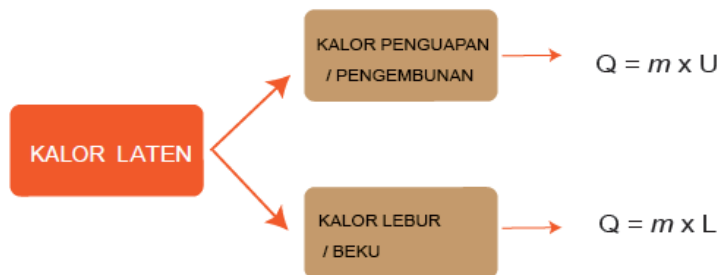 KALOR PENGUAPAN
/ PENGEMBUNAN
Q = m x U
KALOR LATEN
KALOR LEBUR
/ BEKU
Q = m x L